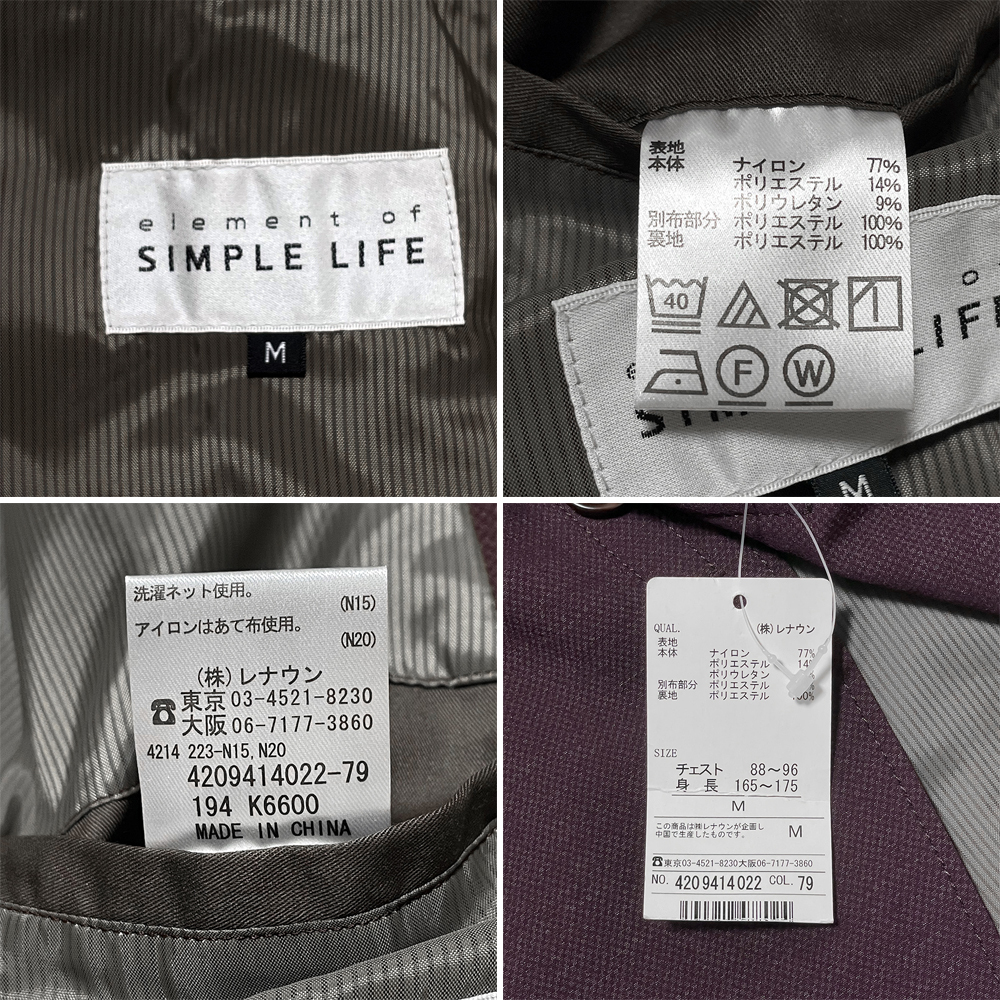 element of
SIMPLE LIFE
M
表地
本体 ナイロン 77%
ポリエステル 14%
ポリウレタン 9%
別布部分 ポリエステル 100%
裏地 ポリエステル 100%
40
F W
LIFE
M
洗濯ネット使用。
(N15)
アイロンはあて布使用。
(N20)
(株)レナウン
☎東京 03-4521-8230
大阪 06-7177-3860
4214 223-N15,N20
4209414022-79
194 K6600
MADE IN CHINA
QUAL. (株)レナウン
表地
本体 ナイロン 77%
ポリエステル 14%
ポリウレタン
別布部分 ポリエステル
裏地 ポリエステル 100%
SIZE
チェスト 88〜96
身長 165〜175
M
この商品は㈱レナウンが企画し
中国で生産したものです。 M
☎東京03-4521-8230大阪06-7177-3860
NO. 4209414022 COL. 79